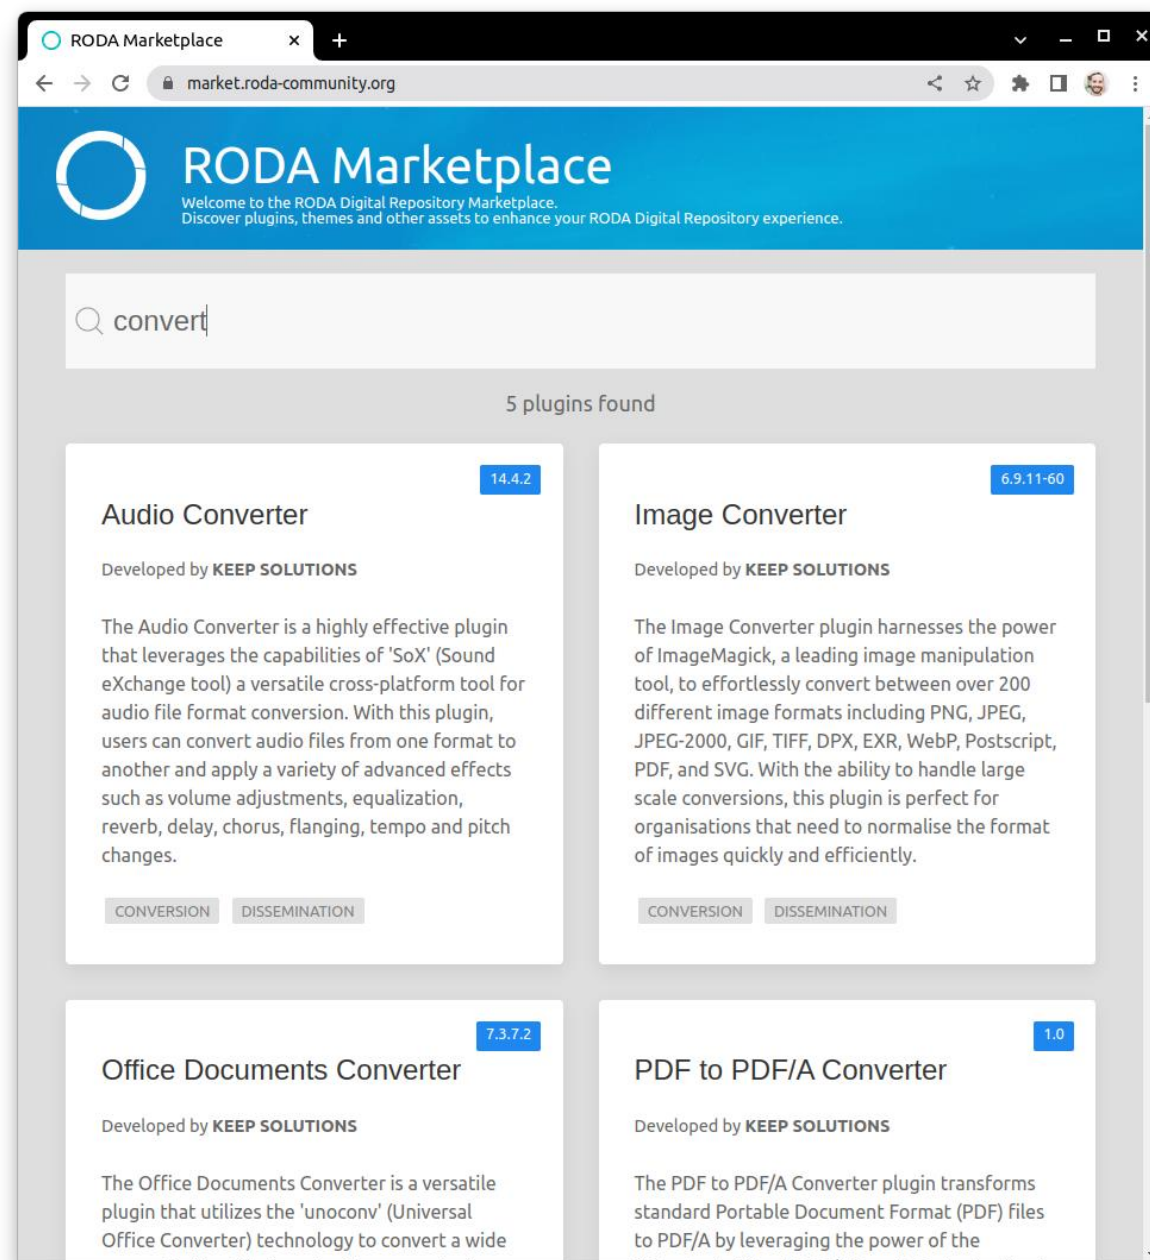 RODA Marketplace
market.roda-community.org
RODA Marketplace
Welcome to the RODA Digital Repository Marketplace.
Discover plugins, themes and other assets to enhance your RODA Digital Repository experience.
convert
5 plugins found
14.4.2
Audio Converter
Developed by KEEP SOLUTIONS
The Audio Converter is a highly effective plugin
that leverages the capabilities of 'SoX' (Sound
eXchange tool) a versatile cross-platform tool for
audio file format conversion. With this plugin,
users can convert audio files from one format to
another and apply a variety of advanced effects
such as volume adjustments, equalization,
reverb, delay, chorus, flanging, tempo and pitch
changes.
CONVERSION DISSEMINATION
6.9.11-60
Image Converter
Developed by KEEP SOLUTIONS
The Image Converter plugin harnesses the power
of ImageMagick, a leading image manipulation
tool, to effortlessly convert between over 200
different image formats including PNG, JPEG,
JPEG-2000, GIF, TIFF, DPX, EXR, WebP, Postscript,
PDF, and SVG. With the ability to handle large
scale conversions, this plugin is perfect for
organisations that need to normalise the format
of images quickly and efficiently.
CONVERSION DISSEMINATION
7.3.7.2
Office Documents Converter
Developed by KEEP SOLUTIONS
The Office Documents Converter is a versatile
plugin that utilizes the 'unoconv' (Universal
Office Converter) technology to convert a wide
1.0
PDF to PDF/A Converter
Developed by KEEP SOLUTIONS
The PDF to PDF/A Converter plugin transforms
standard Portable Document Format (PDF) files
to PDF/A by leveraging the power of the